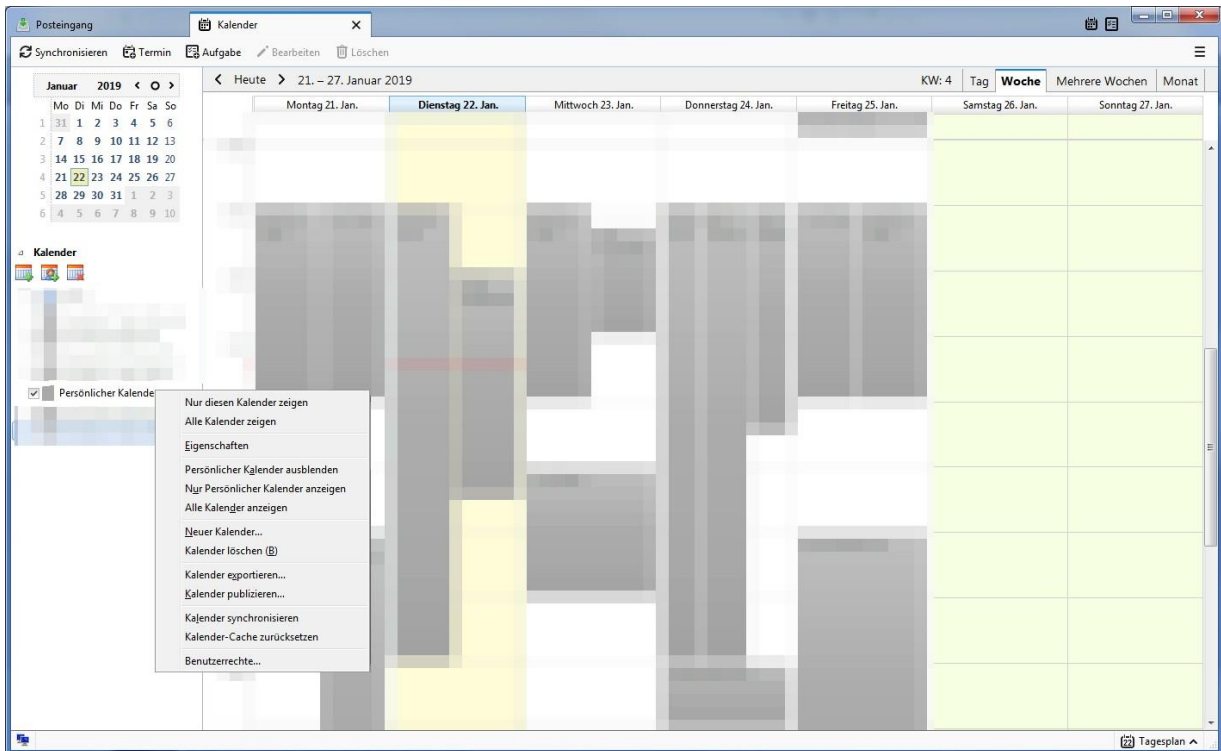 Posteingang
Kalender
Synchronisieren Termin Aufgabe Bearbeiten Löschen
Januar 2019
Mo Di Mi Do Fr Sa So
1 31 1 2 3 4 5 6
2 7 8 9 10 11 12 13
3 14 15 16 17 18 19 20
4 21 22 23 24 25 26 27
5 28 29 30 31 1 2 3
6 4 5 6 7 8 9 10
Heute 21. – 27. Januar 2019 KW: 4 Tag Woche Mehrere Wochen Monat
Montag 21. Jan. Dienstag 22. Jan. Mittwoch 23. Jan. Donnerstag 24. Jan. Freitag 25. Jan. Samstag 26. Jan. Sonntag 27. Jan.
Kalender
Persönlicher Kalende
Nur diesen Kalender zeigen
Alle Kalender zeigen
Eigenschaften
Persönlicher Kalender ausblenden
Nur Persönlicher Kalender anzeigen
Alle Kalender anzeigen
Neuer Kalender...
Kalender löschen (B)
Kalender exportieren...
Kalender publizieren...
Kalender synchronisieren
Kalender-Cache zurücksetzen
Benutzerrechte...
22 Tagesplan